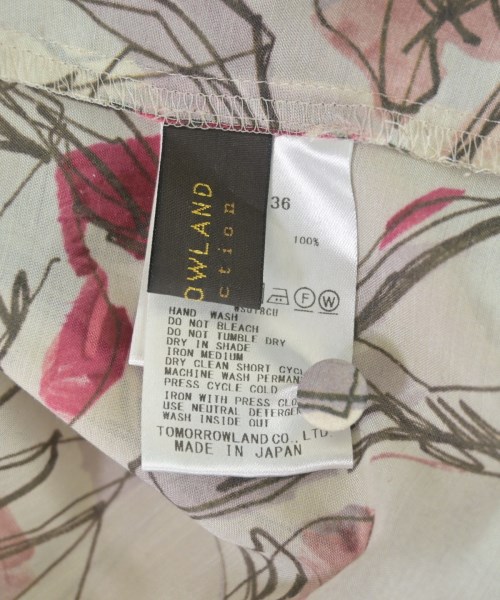 OWLAND
ction
36
100%
F W
HAND WASH
DO NOT BLEACH
DO NOT TUMBLE DRY
DRY IN SHADE
IRON MEDIUM
DRY CLEAN SHORT CYCL
MACHINE WASH PERMAN
PRESS CYCLE COLD
IRON WITH PRESS CLO
USE NEUTRAL DETERGEN
WASH INSIDE OUT
TOMORROWLAND CO., LTD.
MADE IN JAPAN